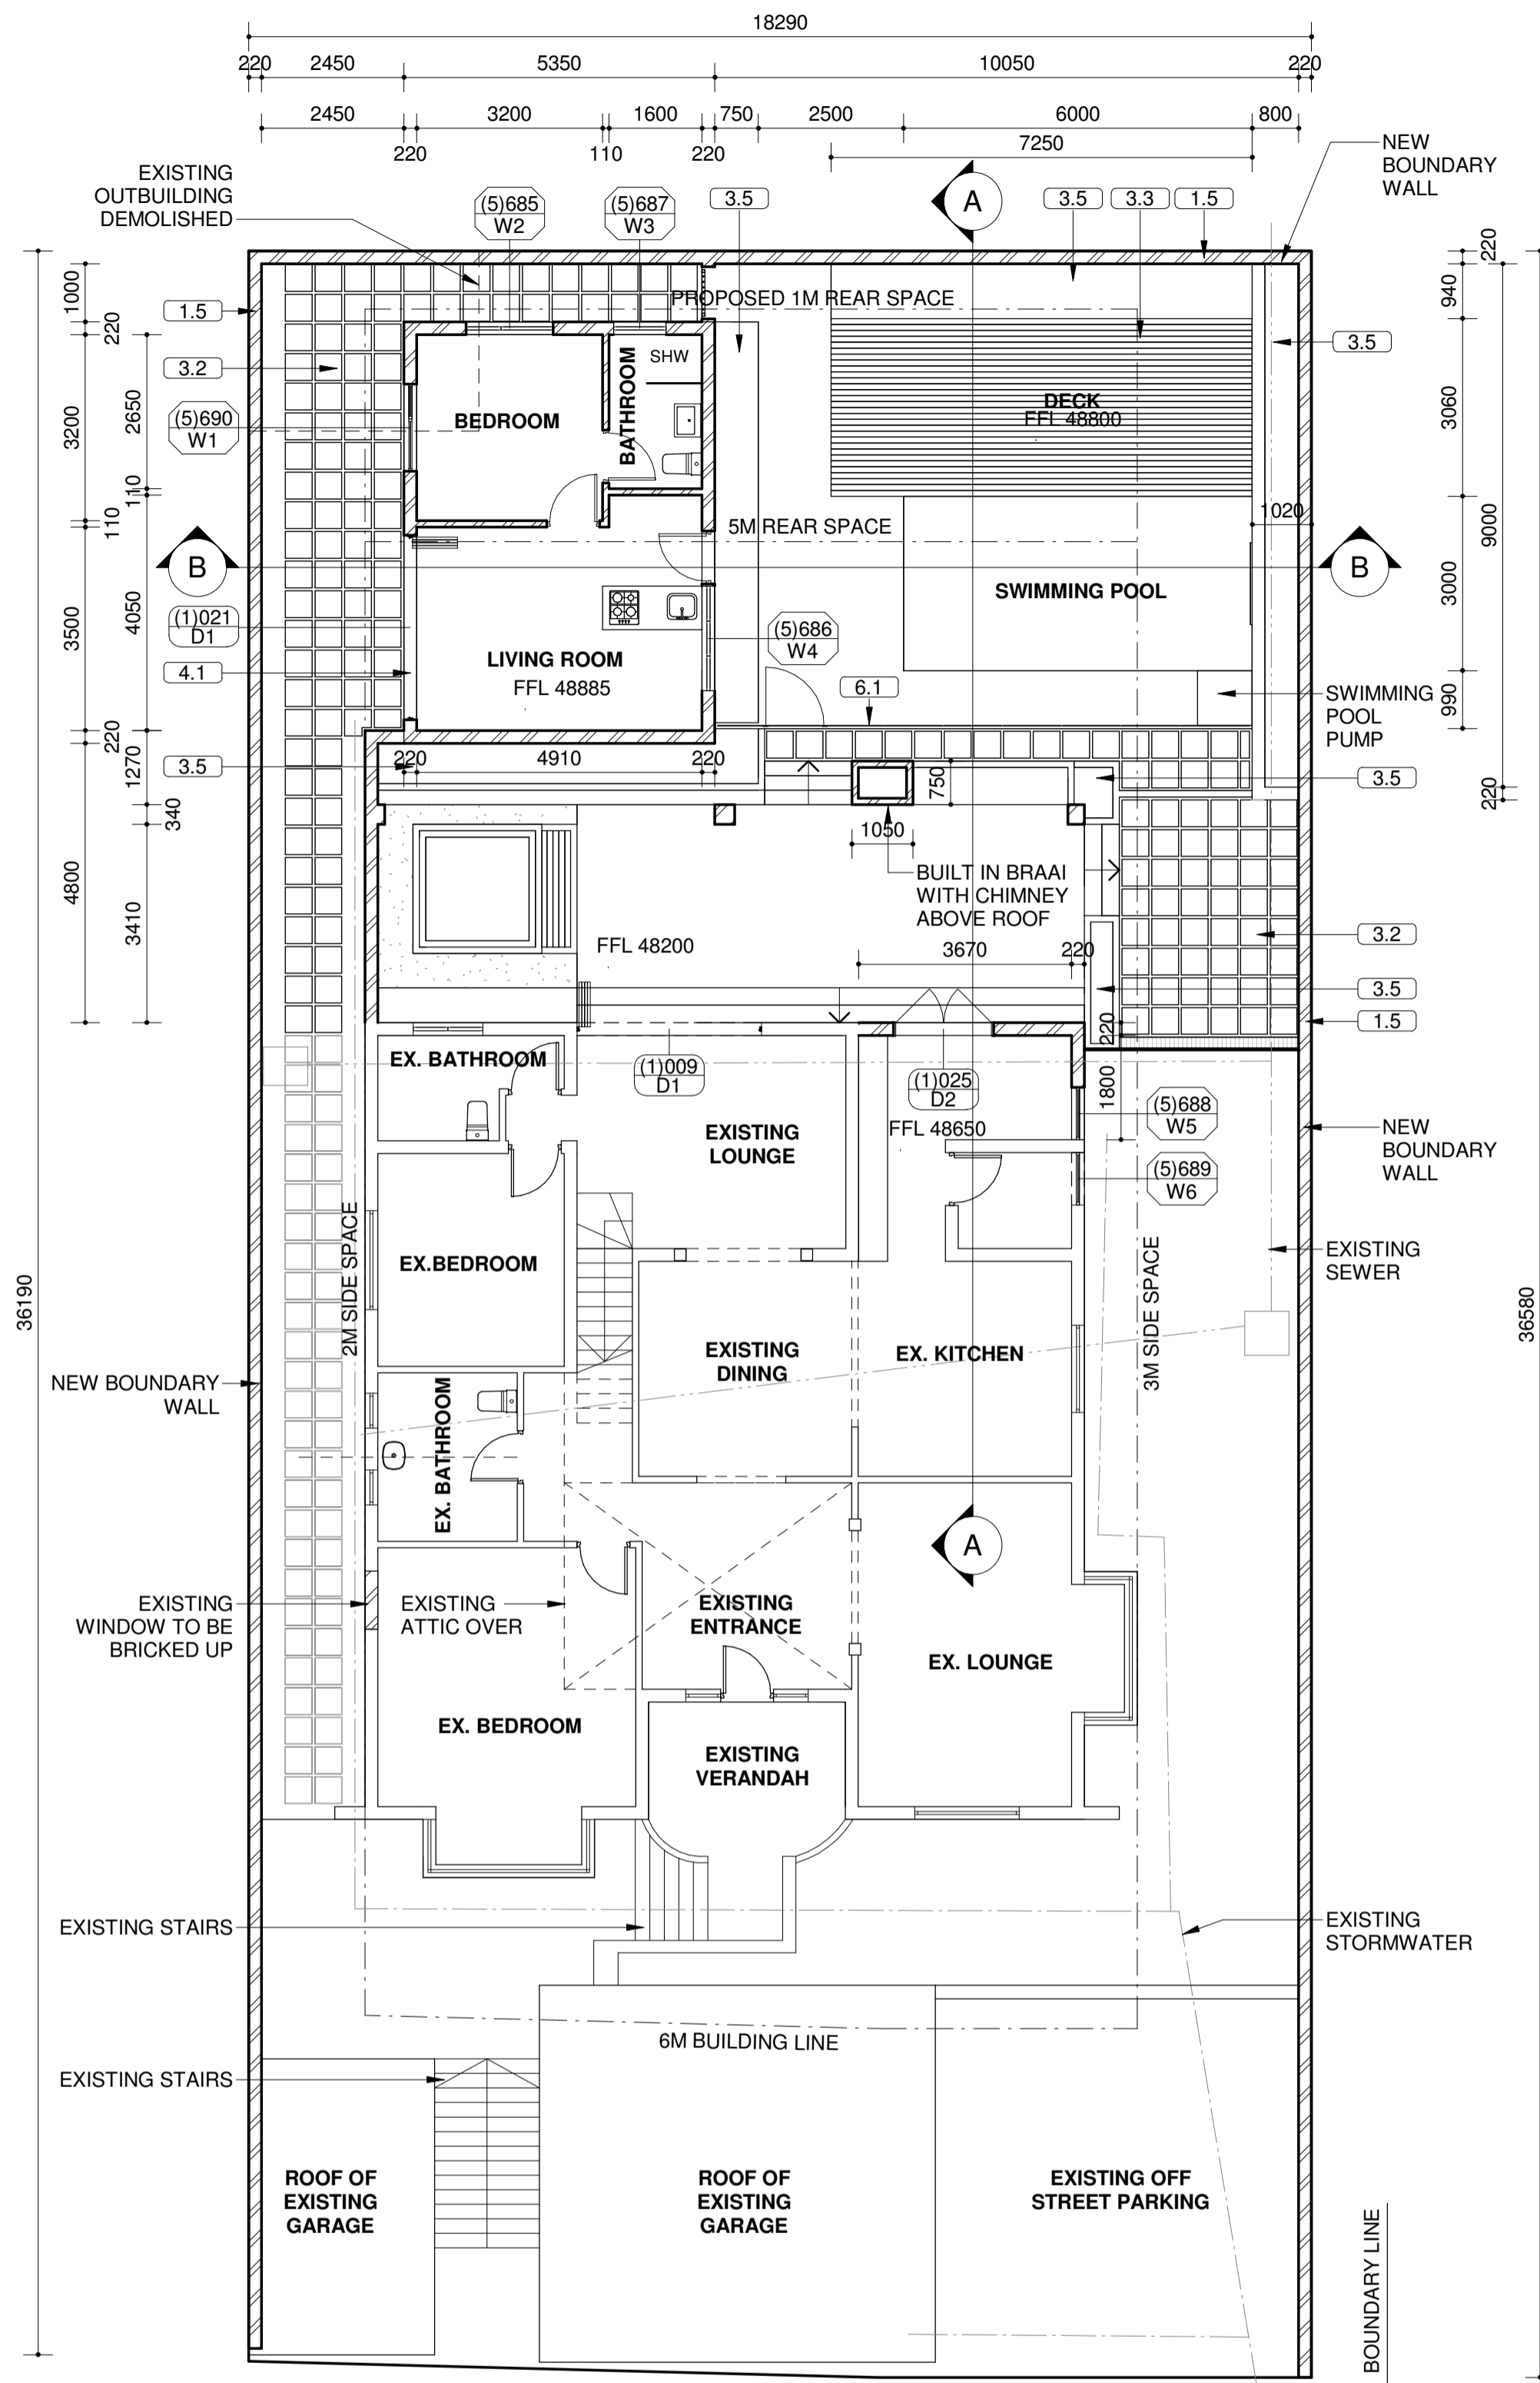 18290
220
2450
5350
10050
220
2450
3200
1600
750
2500
6000
800
220
110
220
7250
EXISTING
OUTBUILDING
DEMOLISHED
(5)685
W2
(5)687
W3
3.5
A
3.5
3.3
1.5
NEW
BOUNDARY
WALL
1000
220
3200
2650
110
110
3500
4050
220
1270
340
4800
3410
36190
220
940
3060
9000
3000
990
220
36580
1.5
PROPOSED 1M REAR SPACE
3.5
3.2
SHW
BATHROOM
BEDROOM
(5)690
W1
DECK
FFL 48800
1020
5M REAR SPACE
B
B
SWIMMING POOL
(1)021
D1
(5)686
W4
LIVING ROOM
FFL 48885
4.1
6.1
SWIMMING
POOL
PUMP
3.5
220
4910
220
750
3.5
1050
BUILT IN BRAAI
WITH CHIMNEY
ABOVE ROOF
FFL 48200
3670
220
3.2
3.5
1.5
220
EX. BATHROOM
(1)009
D1
(1)025
D2
1800
(5)688
W5
FFL 48650
EXISTING
LOUNGE
NEW
BOUNDARY
WALL
(5)689
W6
EX.BEDROOM
2M SIDE SPACE
3M SIDE SPACE
EXISTING
SEWER
EXISTING
DINING
EX. KITCHEN
NEW BOUNDARY
WALL
EX. BATHROOM
A
EXISTING
WINDOW TO BE
BRICKED UP
EXISTING
ATTIC OVER
EXISTING
ENTRANCE
EX. LOUNGE
EX. BEDROOM
EXISTING
VERANDAH
EXISTING STAIRS
EXISTING
STORMWATER
6M BUILDING LINE
EXISTING STAIRS
ROOF OF
EXISTING
GARAGE
ROOF OF
EXISTING
GARAGE
EXISTING OFF
STREET PARKING
BOUNDARY LINE